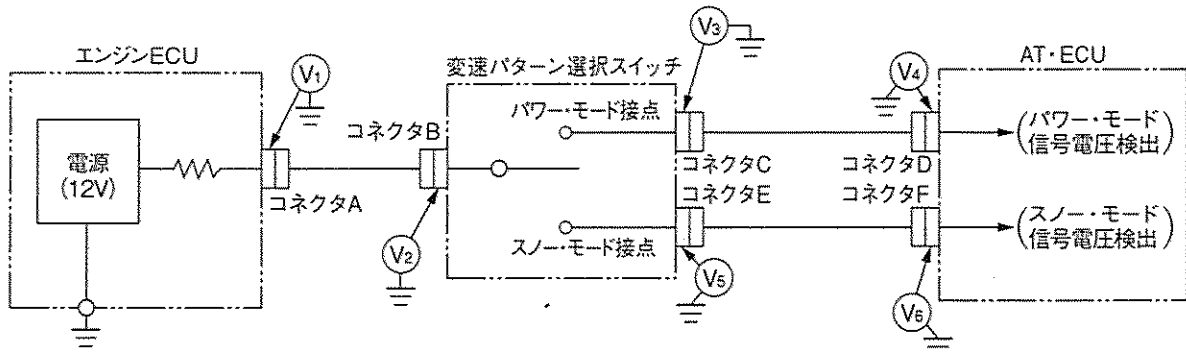 エンジンECU
V1
V3
変速パターン選択スイッチ
V4
AT・ECU
電源
(12V)
コネクタA
コネクタB
V2
パワー・モード接点
スノー・モード接点
コネクタC
コネクタE
V5
コネクタD
コネクタF
V6
(パワー・モード
信号電圧検出)
(スノー・モード
信号電圧検出)